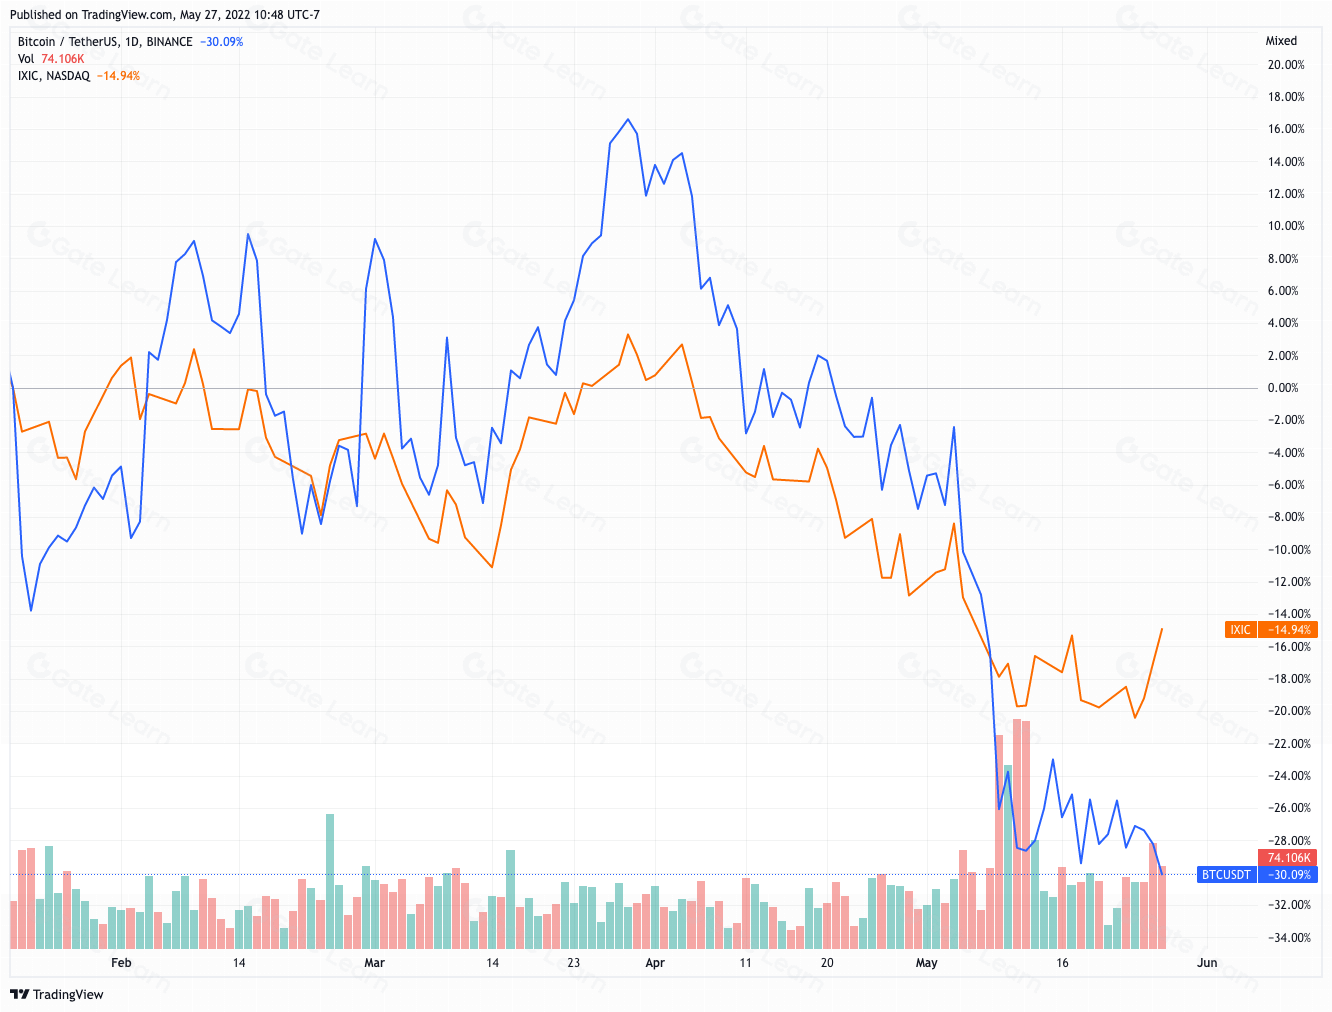 Published on TradingView.com, May 27, 2022 10:48 UTC-7
Bitcoin / TetherUS, 1D, BINANCE −30.09%
Vol 74.106K
IXIC, NASDAQ −14.94%
Mixed
20.00%
18.00%
16.00%
14.00%
12.00%
10.00%
8.00%
6.00%
4.00%
2.00%
0.00%
−2.00%
−4.00%
−6.00%
−8.00%
−10.00%
−12.00%
−14.00%
IXIC −14.94%
−16.00%
−18.00%
−20.00%
−22.00%
−24.00%
−26.00%
−28.00%
74.106K
BTCUSDT −30.09%
−32.00%
−34.00%
Feb 14 Mar 14 23 Apr 11 20 May 16 Jun
TradingView
Gate Learn